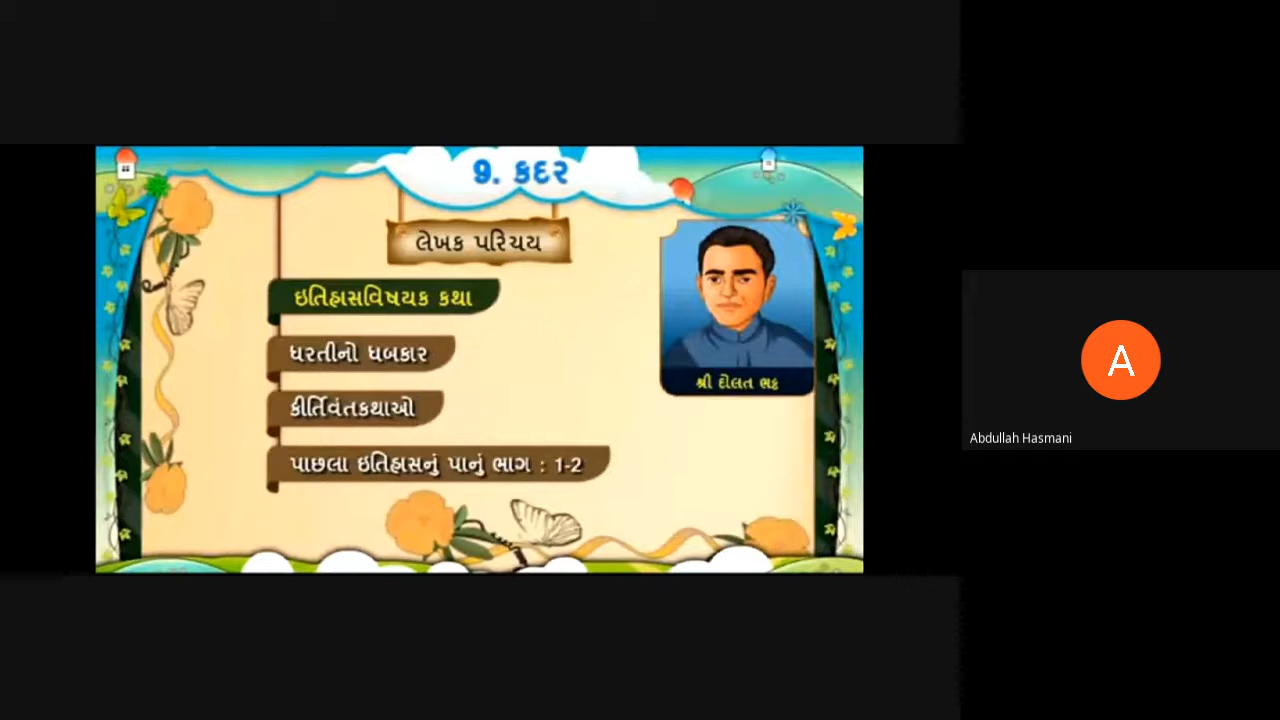 9. કદર
લેખક પરિચય
ઇતિહાસવિષયક કથા
ધરતીનો ધબકાર
કીર્તિવંતકથાઓ
પાછલા ઇતિહાસનું પાનું ભાગ : 1-2
શ્રી દોલત ભટ્ટ
A
Abdullah Hasmani